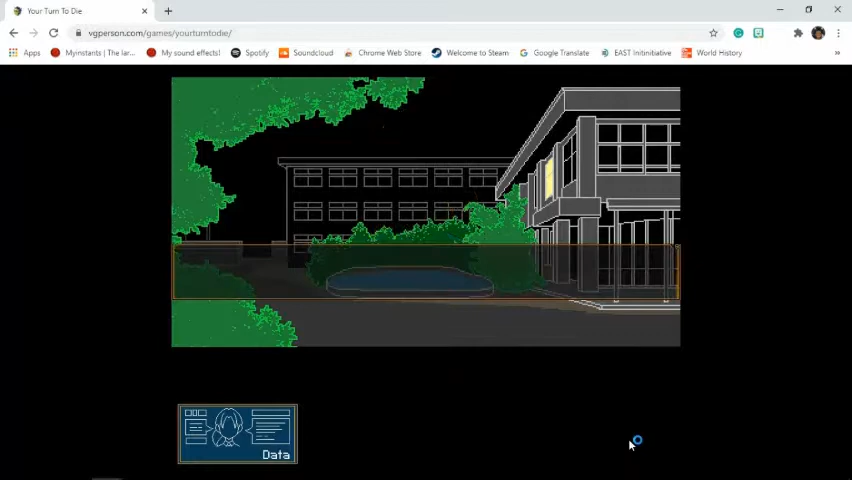 Your Turn To Die
vgperson.com/games/yourturntodie/
Apps
Myinstants | The lar...
My sound effects!
Spotify
Soundcloud
Chrome Web Store
Welcome to Steam
Google Translate
EAST Initinitiative
World History
»
Data